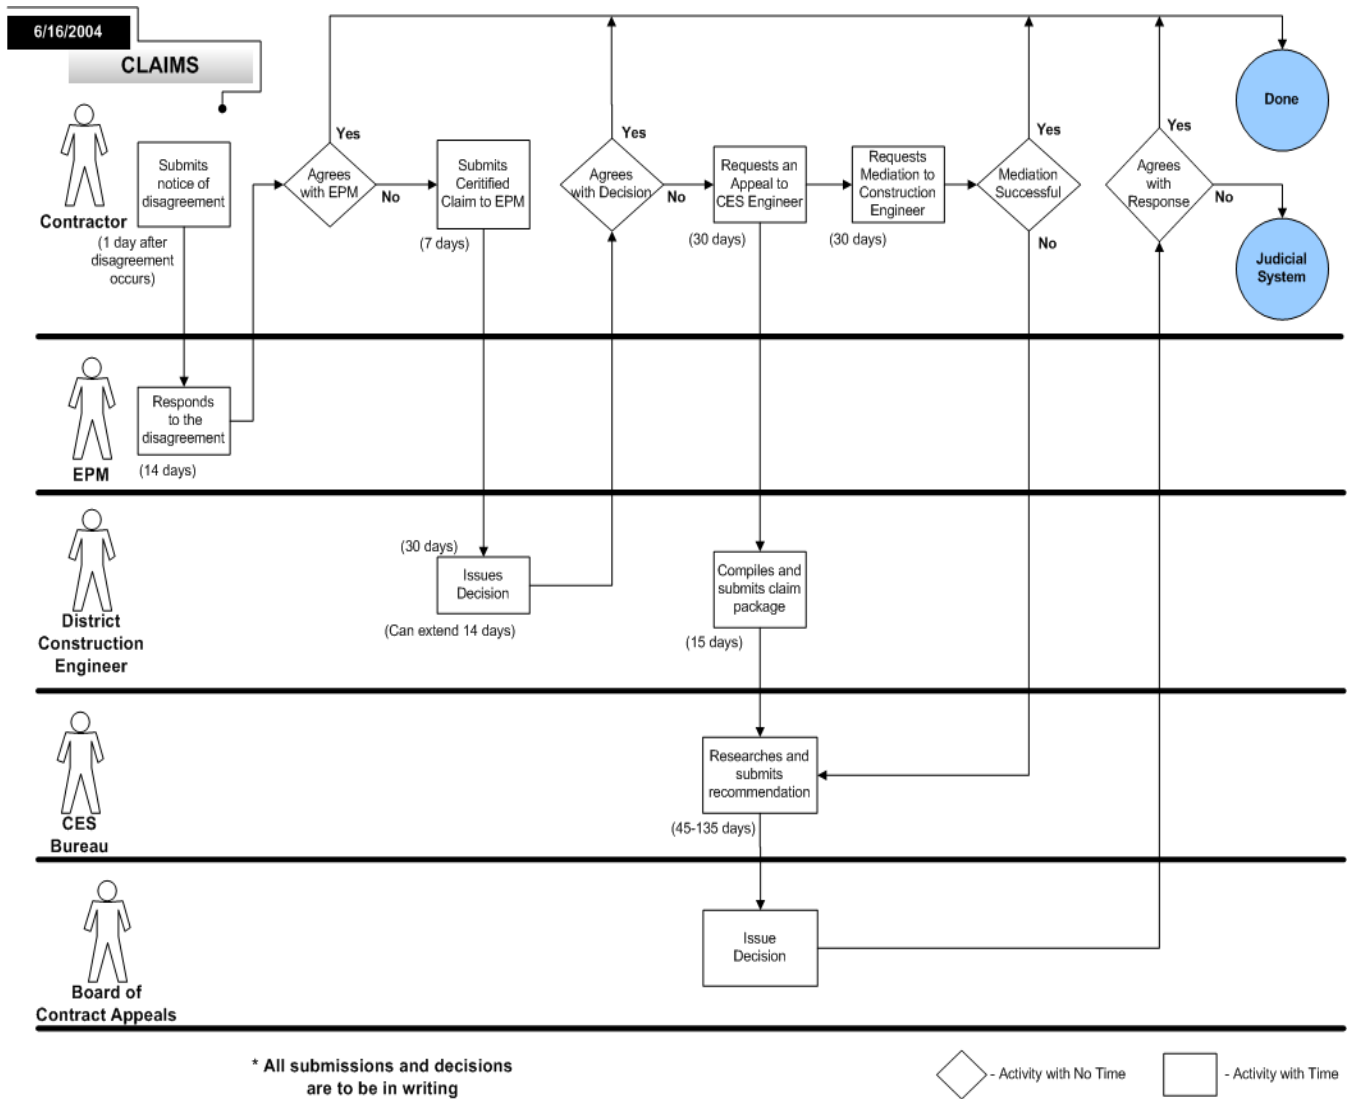 6/16/2004
CLAIMS
Contractor
Submits
notice of
disagreement
(1 day after
disagreement
occurs)
Yes
Agrees
with EPM
No
Submits
Ceritified
Claim to EPM
(7 days)
Yes
Agrees
with Decision
No
Requests an
Appeal to
CES Engineer
(30 days)
Requests
Mediation to
Construction
Engineer
(30 days)
Yes
Mediation
Successful
No
Yes
Agrees
with
Response
No
Done
Judicial
System
EPM
Responds
to the
disagreement
(14 days)
District
Construction
Engineer
(30 days)
Issues
Decision
(Can extend 14 days)
Compiles and
submits claim
package
(15 days)
CES
Bureau
Researches and
submits
recommendation
(45-135 days)
Board of
Contract Appeals
Issue
Decision
* All submissions and decisions
are to be in writing
- Activity with No Time
- Activity with Time